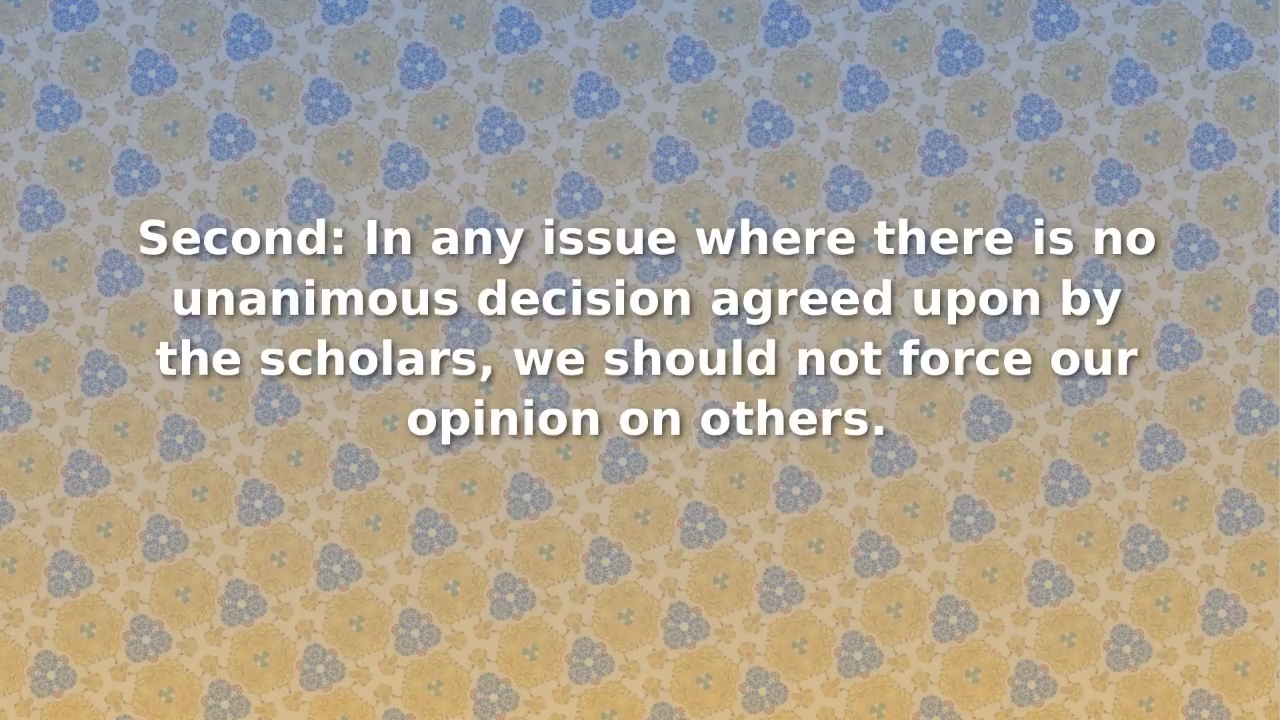 Second: In any issue where there is no
unanimous decision agreed upon by
the scholars, we should not force our
opinion on others.